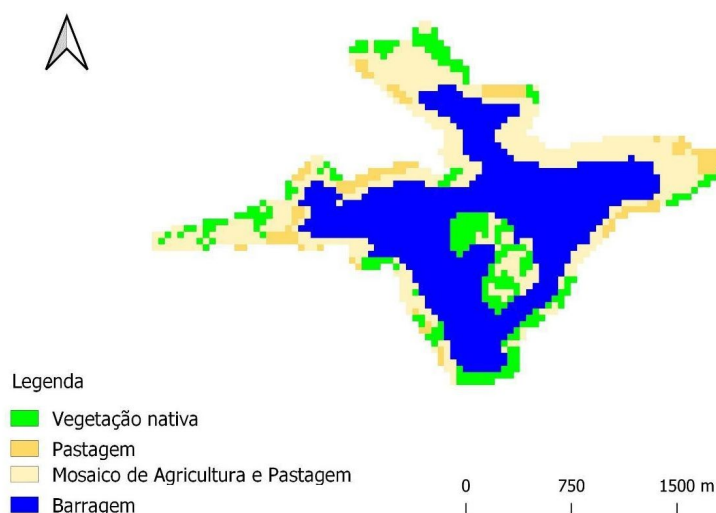 Legenda
Vegetação nativa
Pastagem
Mosaico de Agricultura e Pastagem
Barragem
0 750 1500 m